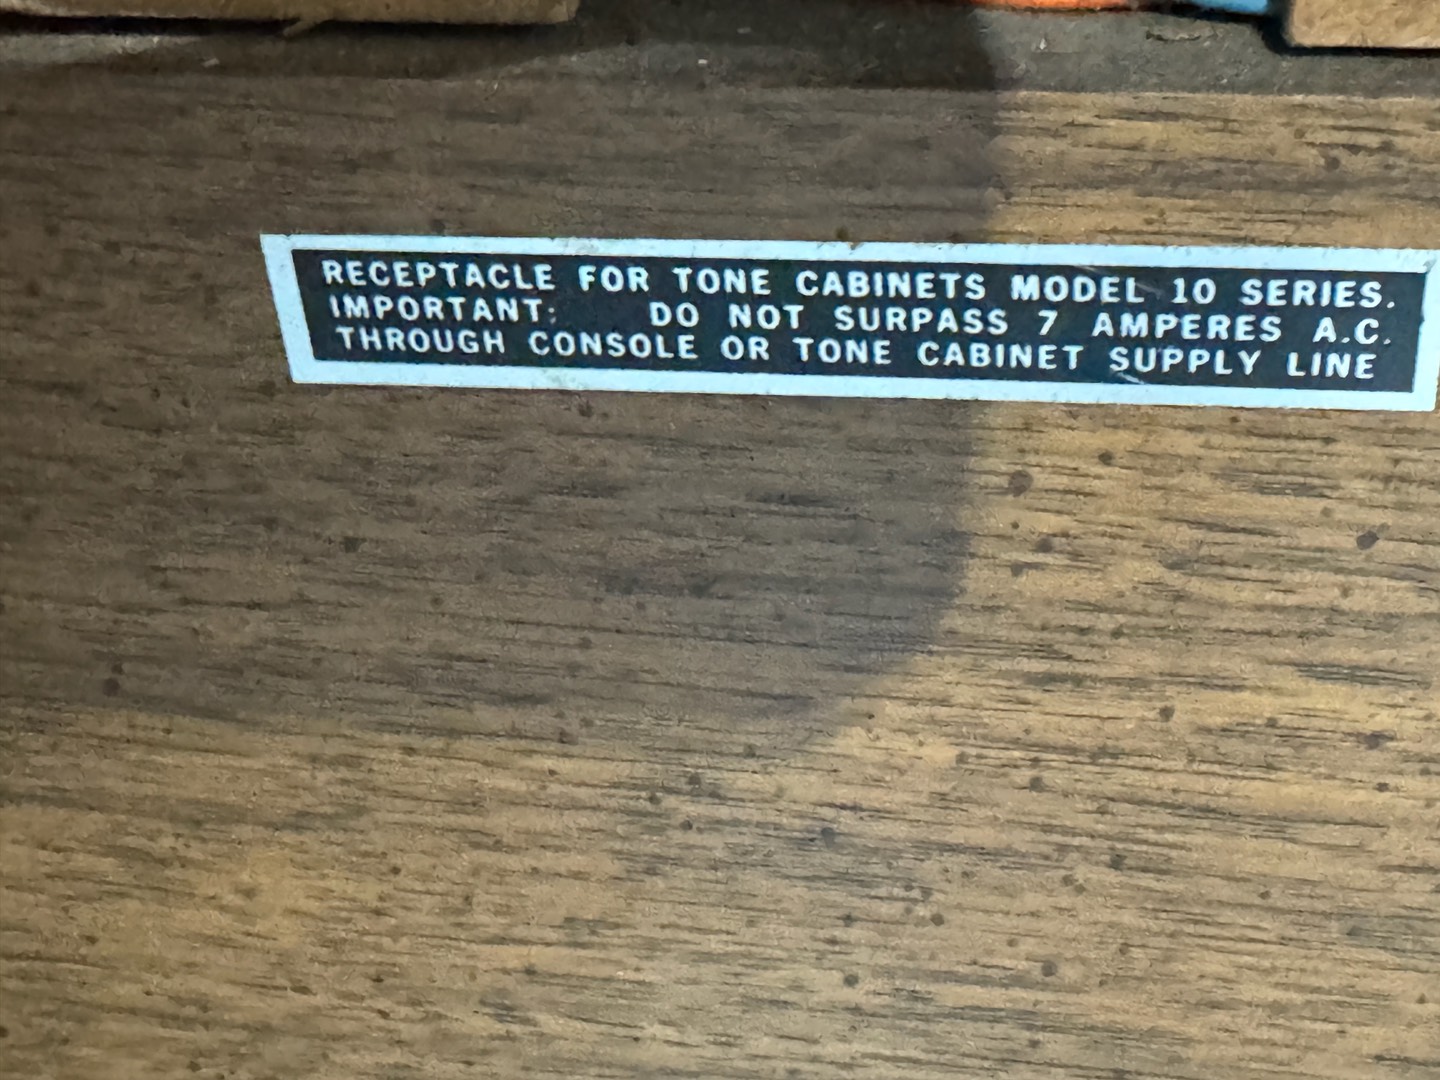 RECEPTACLE FOR TONE CABINETS MODEL 10 SERIES.
IMPORTANT: DO NOT SURPASS 7 AMPERES A.C.
THROUGH CONSOLE OR TONE CABINET SUPPLY LINE